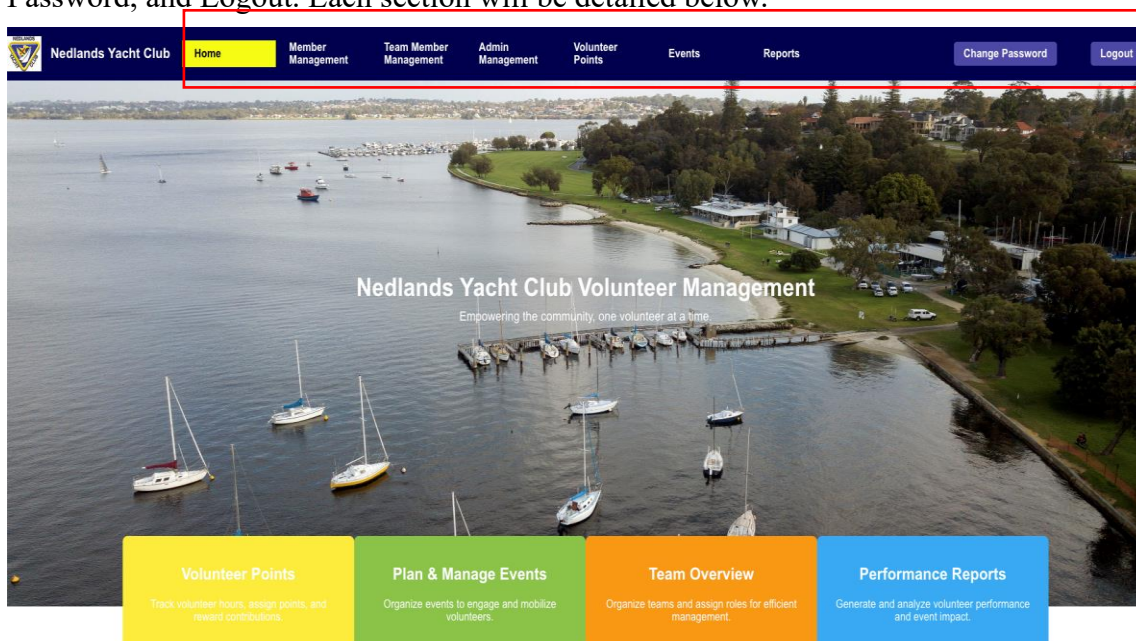 Password, and Logout. Each section will be detailed below.
NEDLANDS
Nedlands Yacht Club
Home
Member Management
Team Member Management
Admin Management
Volunteer Points
Events
Reports
Change Password
Logout
Nedlands Yacht Club Volunteer Management
Empowering the community, one volunteer at a time.
Volunteer Points
Track volunteer hours, assign points, and
reward contributions.
Plan & Manage Events
Organize events to engage and mobilize
volunteers.
Team Overview
Organize teams and assign roles for efficient
management.
Performance Reports
Generate and analyze volunteer performance
and event impact.